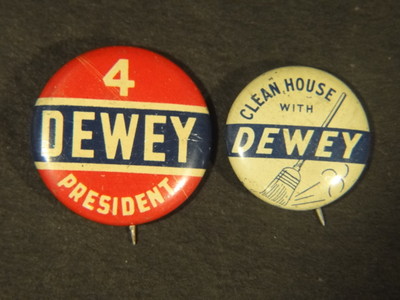 4
DEWEY
PRESIDENT
CLEAN HOUSE
WITH
DEWEY